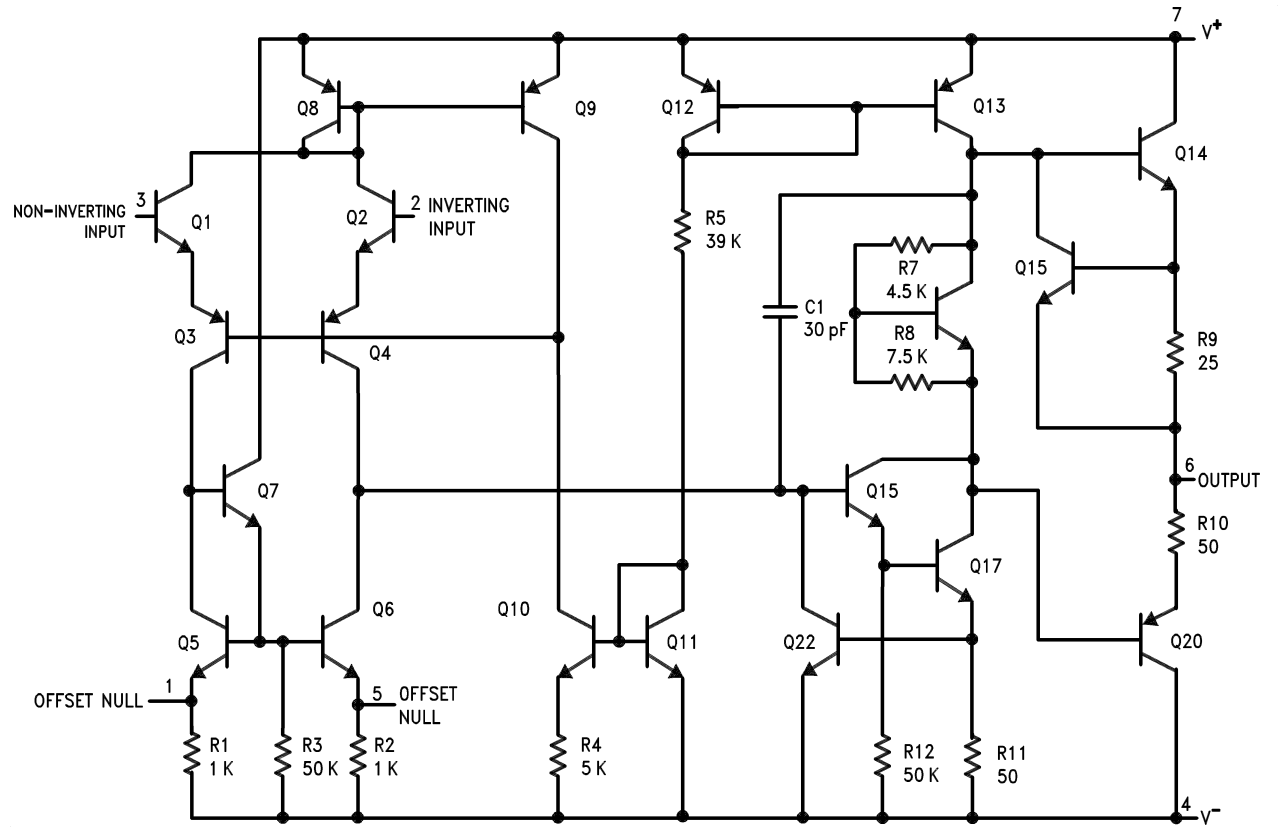 7
V+
Q8
Q9
Q12
Q13
Q14
3
NON-INVERTING
INPUT
Q1
Q2
2 INVERTING
INPUT
R5
39 K
Q15
R7
4.5 K
C1
30 pF
R8
7.5 K
R9
25
Q3
Q4
6
OUTPUT
Q7
Q15
R10
50
Q17
Q5
Q6
Q10
Q11
Q22
Q20
OFFSET NULL
1
5 OFFSET
NULL
R1
1 K
R3
50 K
R2
1 K
R4
5 K
R12
50 K
R11
50
4
V-